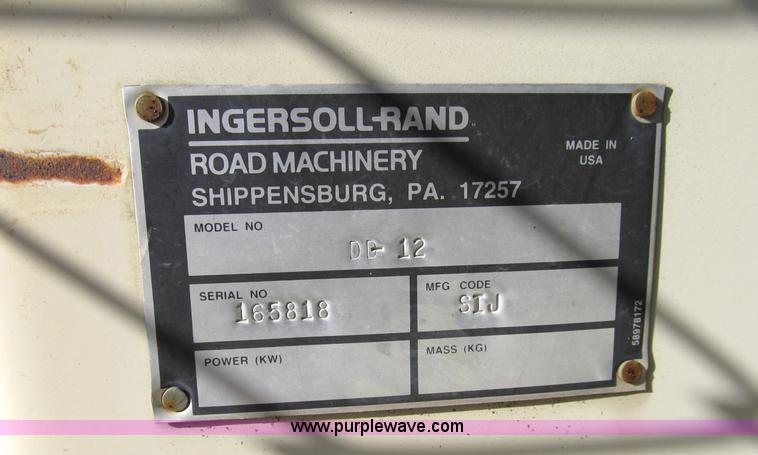 INGERSOLL-RAND
ROAD MACHINERY
MADE IN
USA
SHIPPENSBURG, PA. 17257
MODEL NO
DD-12
SERIAL NO
165818
MFG CODE
STJ
POWER (KW)
MASS (KG)
58978172
www.purplewave.com